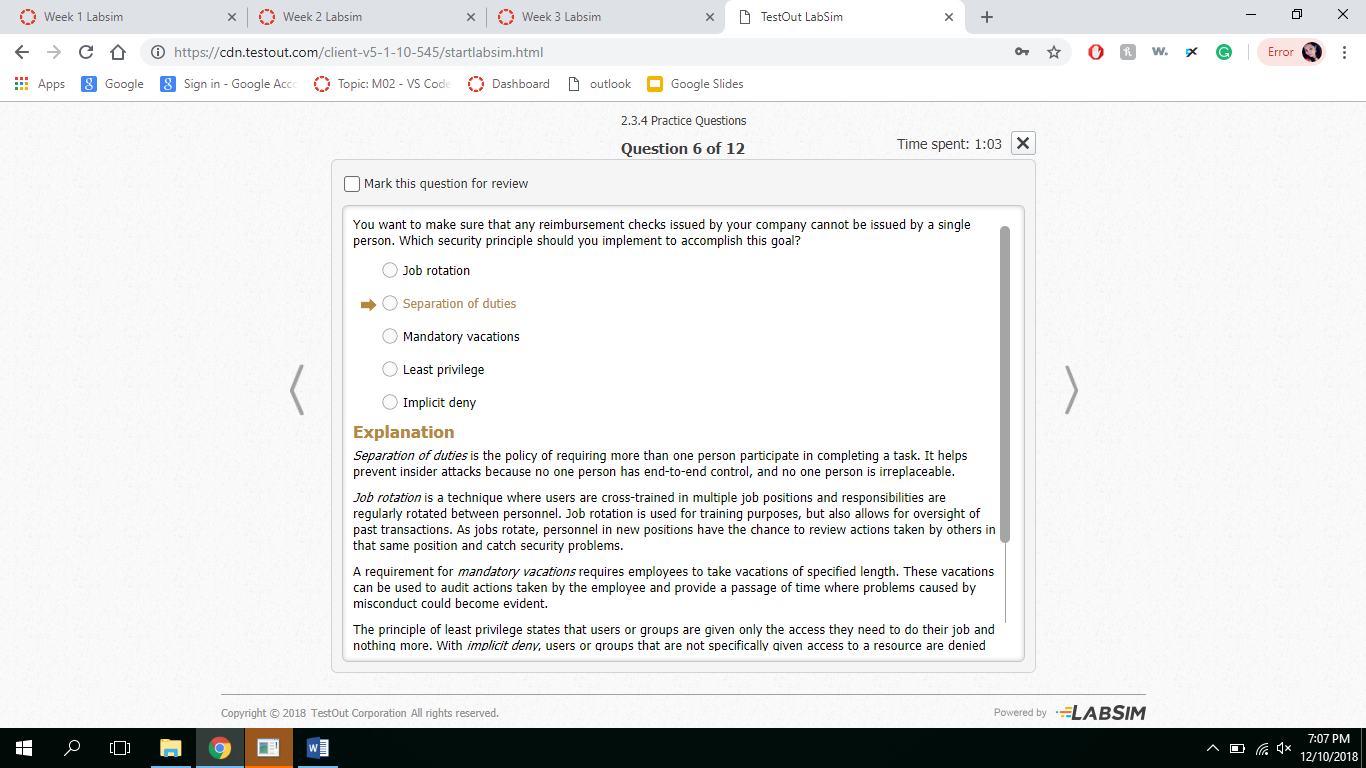 Week 1 Labsim
Week 2 Labsim
Week 3 Labsim
TestOut LabSim
https://cdn.testout.com/client-v5-1-10-545/startlabsim.html
Error
Apps
Google
Sign in - Google Acc
Topic: M02 - VS Code
Dashboard
outlook
Google Slides
2.3.4 Practice Questions
Question 6 of 12
Time spent: 1:03
Mark this question for review
You want to make sure that any reimbursement checks issued by your company cannot be issued by a single
person. Which security principle should you implement to accomplish this goal?
Job rotation
Separation of duties
Mandatory vacations
Least privilege
Implicit deny
Explanation
Separation of duties is the policy of requiring more than one person participate in completing a task. It helps
prevent insider attacks because no one person has end-to-end control, and no one person is irreplaceable.
Job rotation is a technique where users are cross-trained in multiple job positions and responsibilities are
regularly rotated between personnel. Job rotation is used for training purposes, but also allows for oversight of
past transactions. As jobs rotate, personnel in new positions have the chance to review actions taken by others in
that same position and catch security problems.
A requirement for mandatory vacations requires employees to take vacations of specified length. These vacations
can be used to audit actions taken by the employee and provide a passage of time where problems caused by
misconduct could become evident.
The principle of least privilege states that users or groups are given only the access they need to do their job and
nothing more. With implicit deny, users or groups that are not specifically given access to a resource are denied
Copyright © 2018 TestOut Corporation All rights reserved.
Powered by LABSIM
7:07 PM
12/10/2018